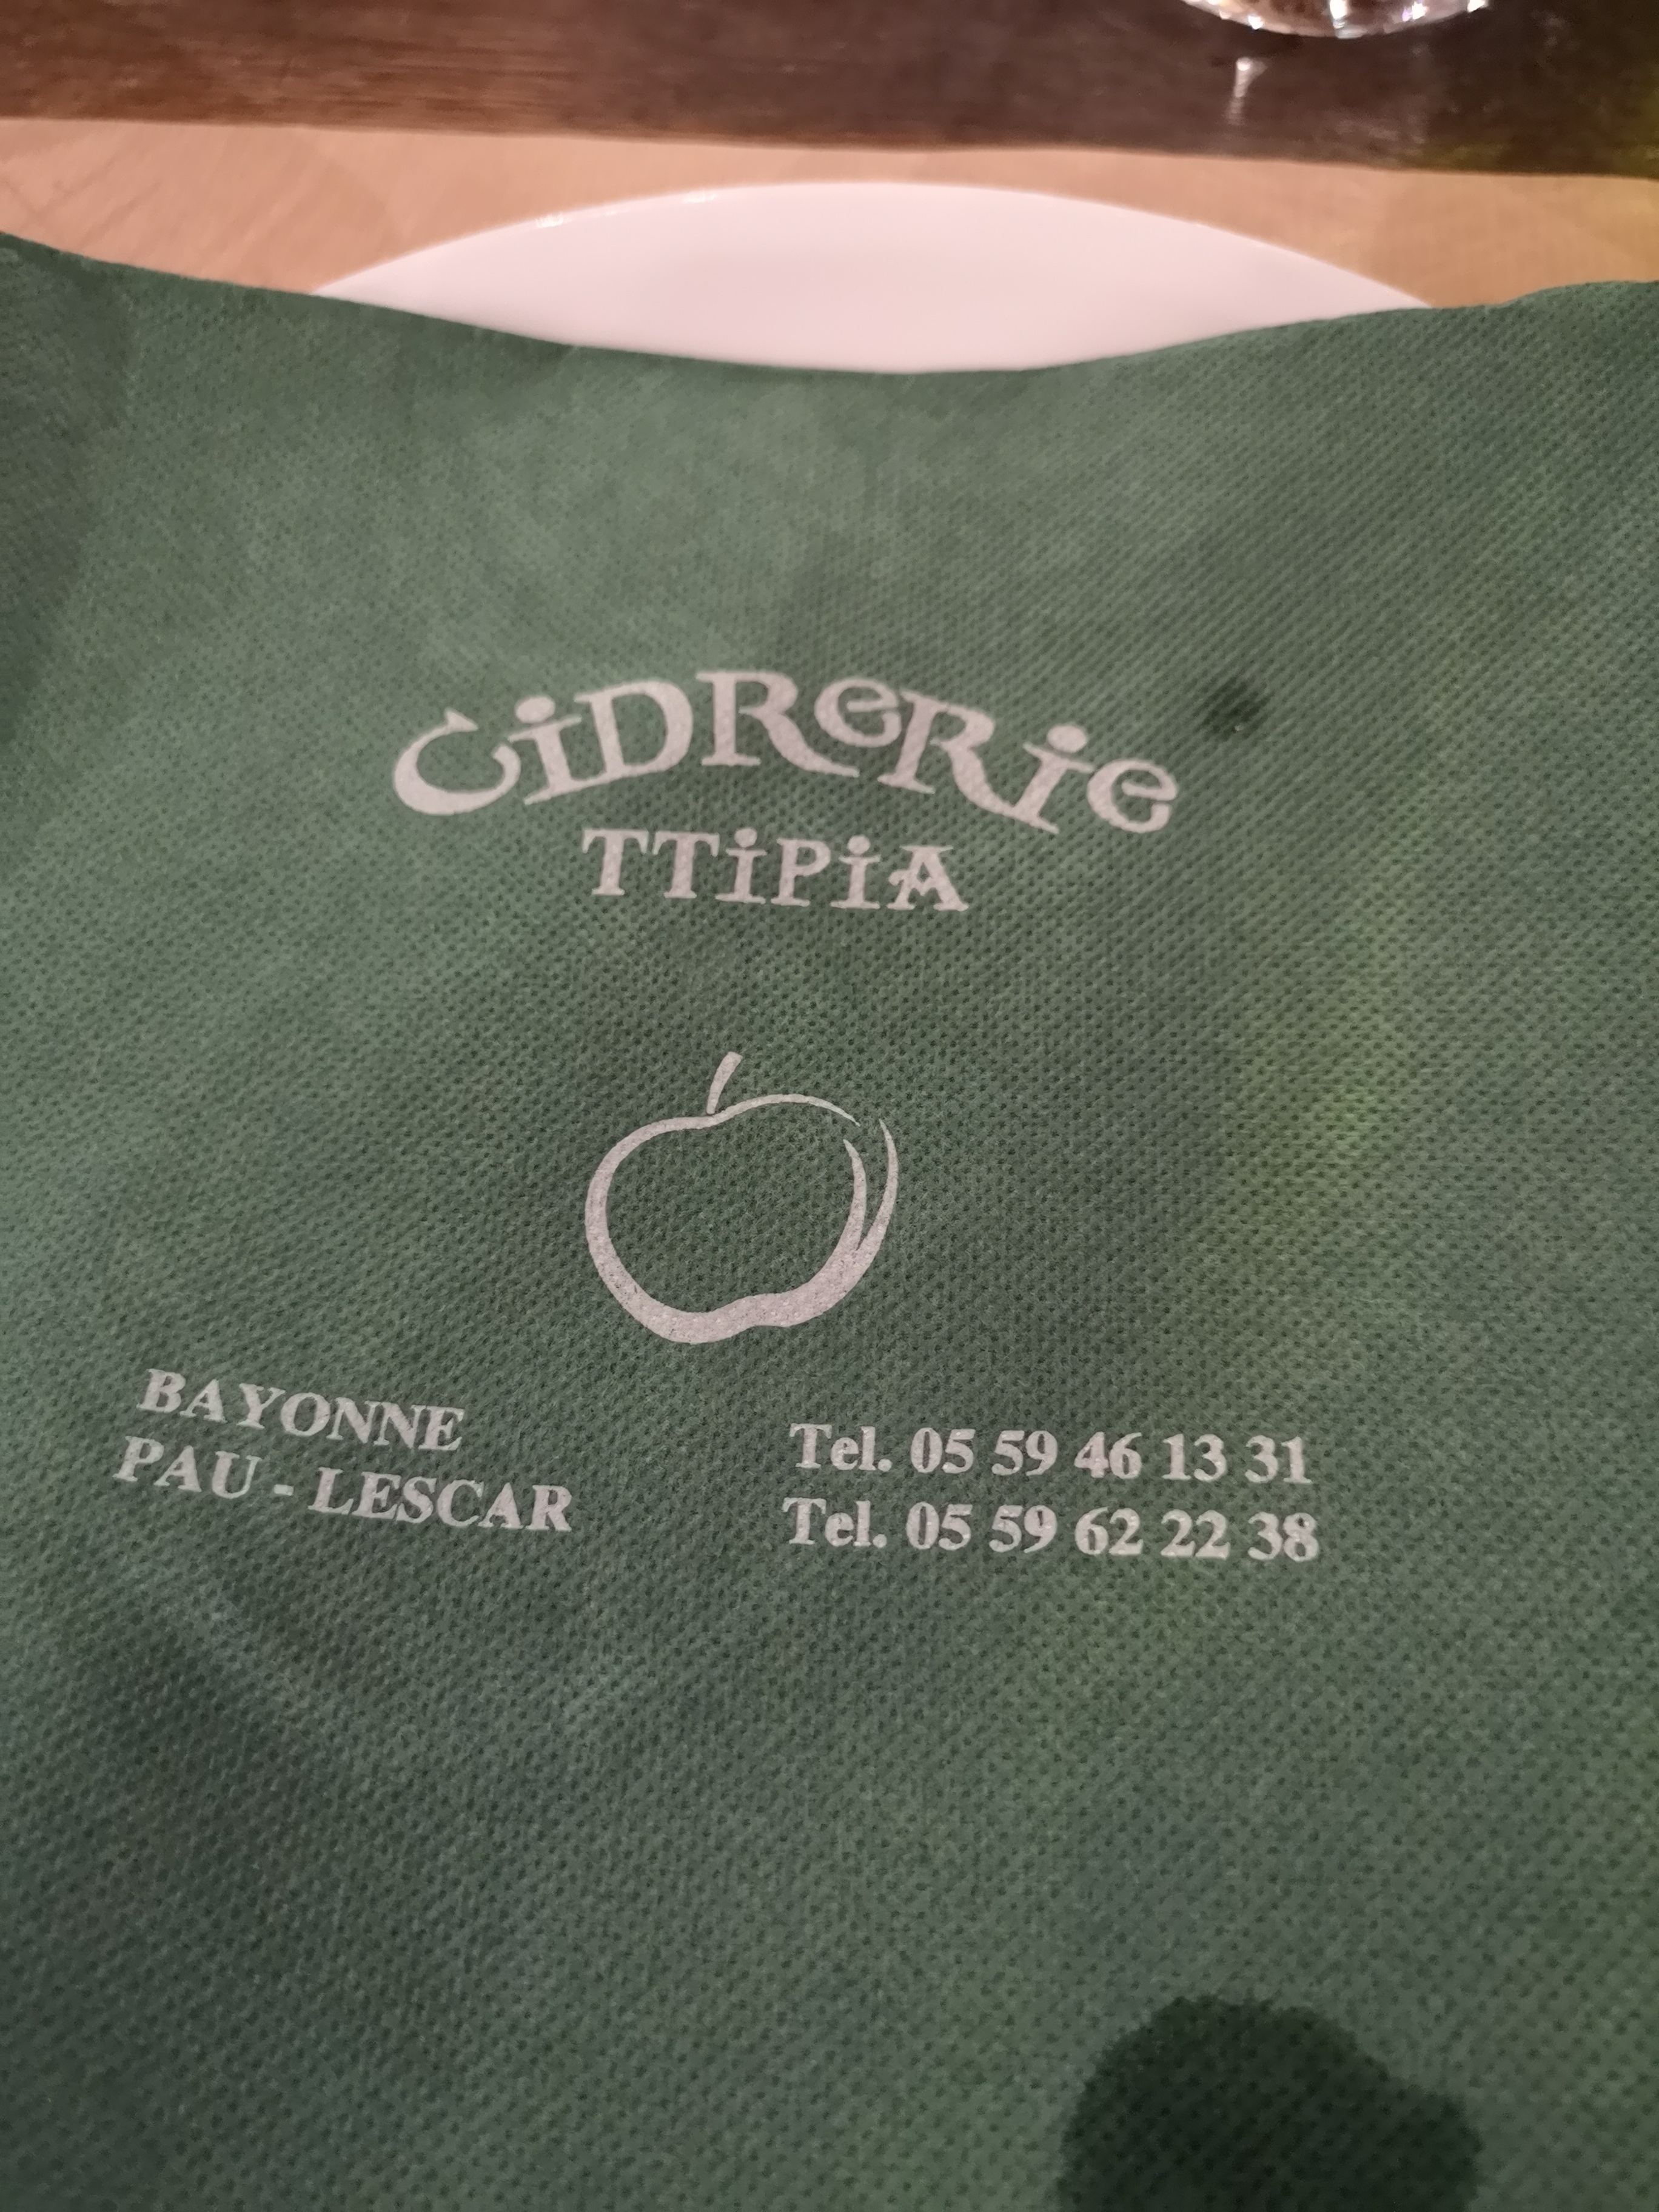 CiDReRie
TTiPiA
BAYONNE
PAU - LESCAR
Tel. 05 59 46 13 31
Tel. 05 59 62 22 38